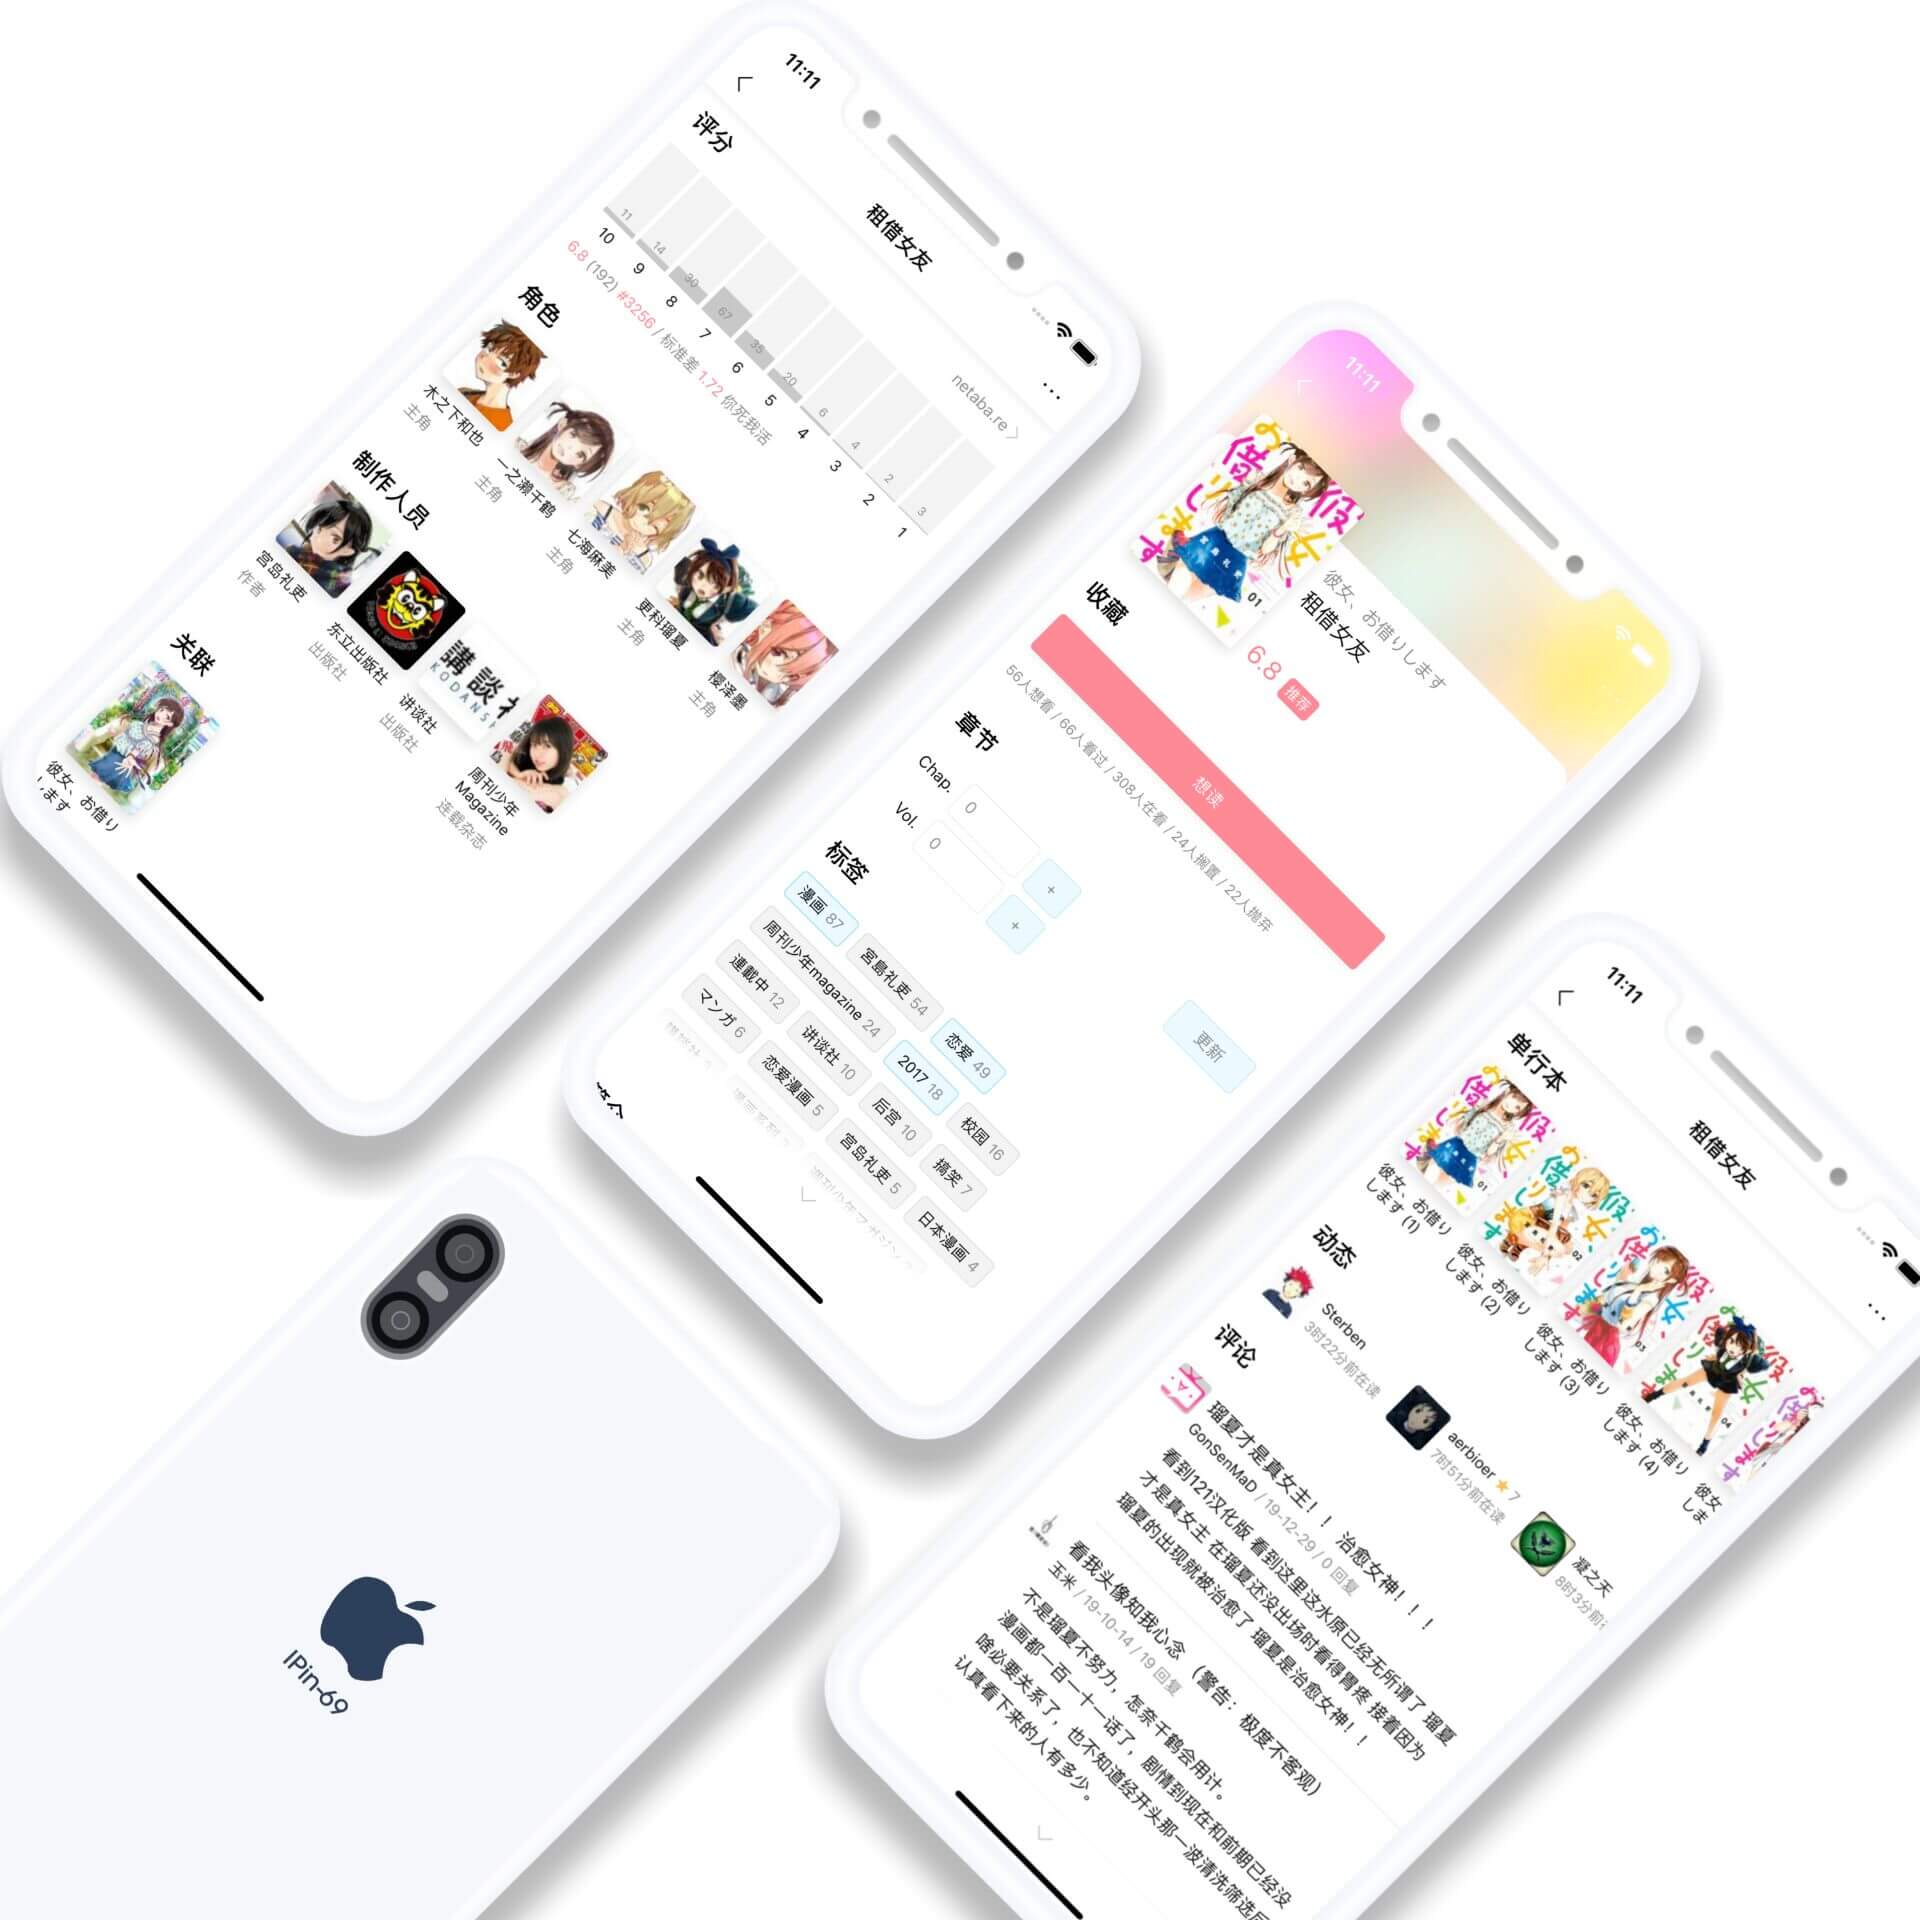 11:11
租借女友
评分
netaba.re
11
14
30
67
35
20
6
4
2
3
10
9
8
7
6
5
4
3
2
1
6.8 (192) #3256 / 标准差 1.72 你死我活
角色
木之下和也
主角
一之濑千鹤
主角
七海麻美
主角
更科瑠夏
主角
樱泽墨
主角
制作人员
宫岛礼吏
作者
东立出版社
出版社
講談社
KODANSH
讲谈社
出版社
周刊少年
Magazine
连载杂志
关联
彼女、お借り
します
11:11
彼女、お借りします
01
彼女、お借りします
租借女友
6.8 推荐
收藏
想读
56人想看 / 66人看过 / 308人在看 / 24人搁置 / 22人抛弃
章节
Chap.
0
+
Vol.
0
+
更新
标签
漫画 87
宮島礼吏 54
恋爱 49
周刊少年magazine 24
2017 18
校园 16
連載中 12
讲谈社 10
后宫 10
搞笑 7
マンガ 6
恋爱漫画 5
宫岛礼吏 5
日本漫画 4
11:11
租借女友
单行本
01
02
03
04
彼女、お借り
します (1)
彼女、お借り
します (2)
彼女、お借り
します (3)
彼女、お借り
します (4)
彼女
しま
动态
Sterben
3时22分前在读
aerbioer ★ 7
7时51分前在读
凝之天
8时3分前
评论
瑠夏才是真女主！！ 治愈女神！！！
GonSenMaD / 19-12-29 / 0 回复
看到121汉化版 看到这里这水原已经无所谓了 瑠夏
才是真女主 在瑠夏还没出场时看得胃疼 接着因为
瑠夏的出现就被治愈了 瑠夏是治愈女神！！
看我头像知我心念 （警告：极度不客观）
玉米 / 19-10-14 / 19 回复
不是瑠夏不努力，怎奈千鹤会用计。
漫画都一百一十一话了，剧情到现在和前期已经没
啥必要关系了，也不知道经开头那一波清洗筛选后
认真看下来的人有多少。
IPin-69